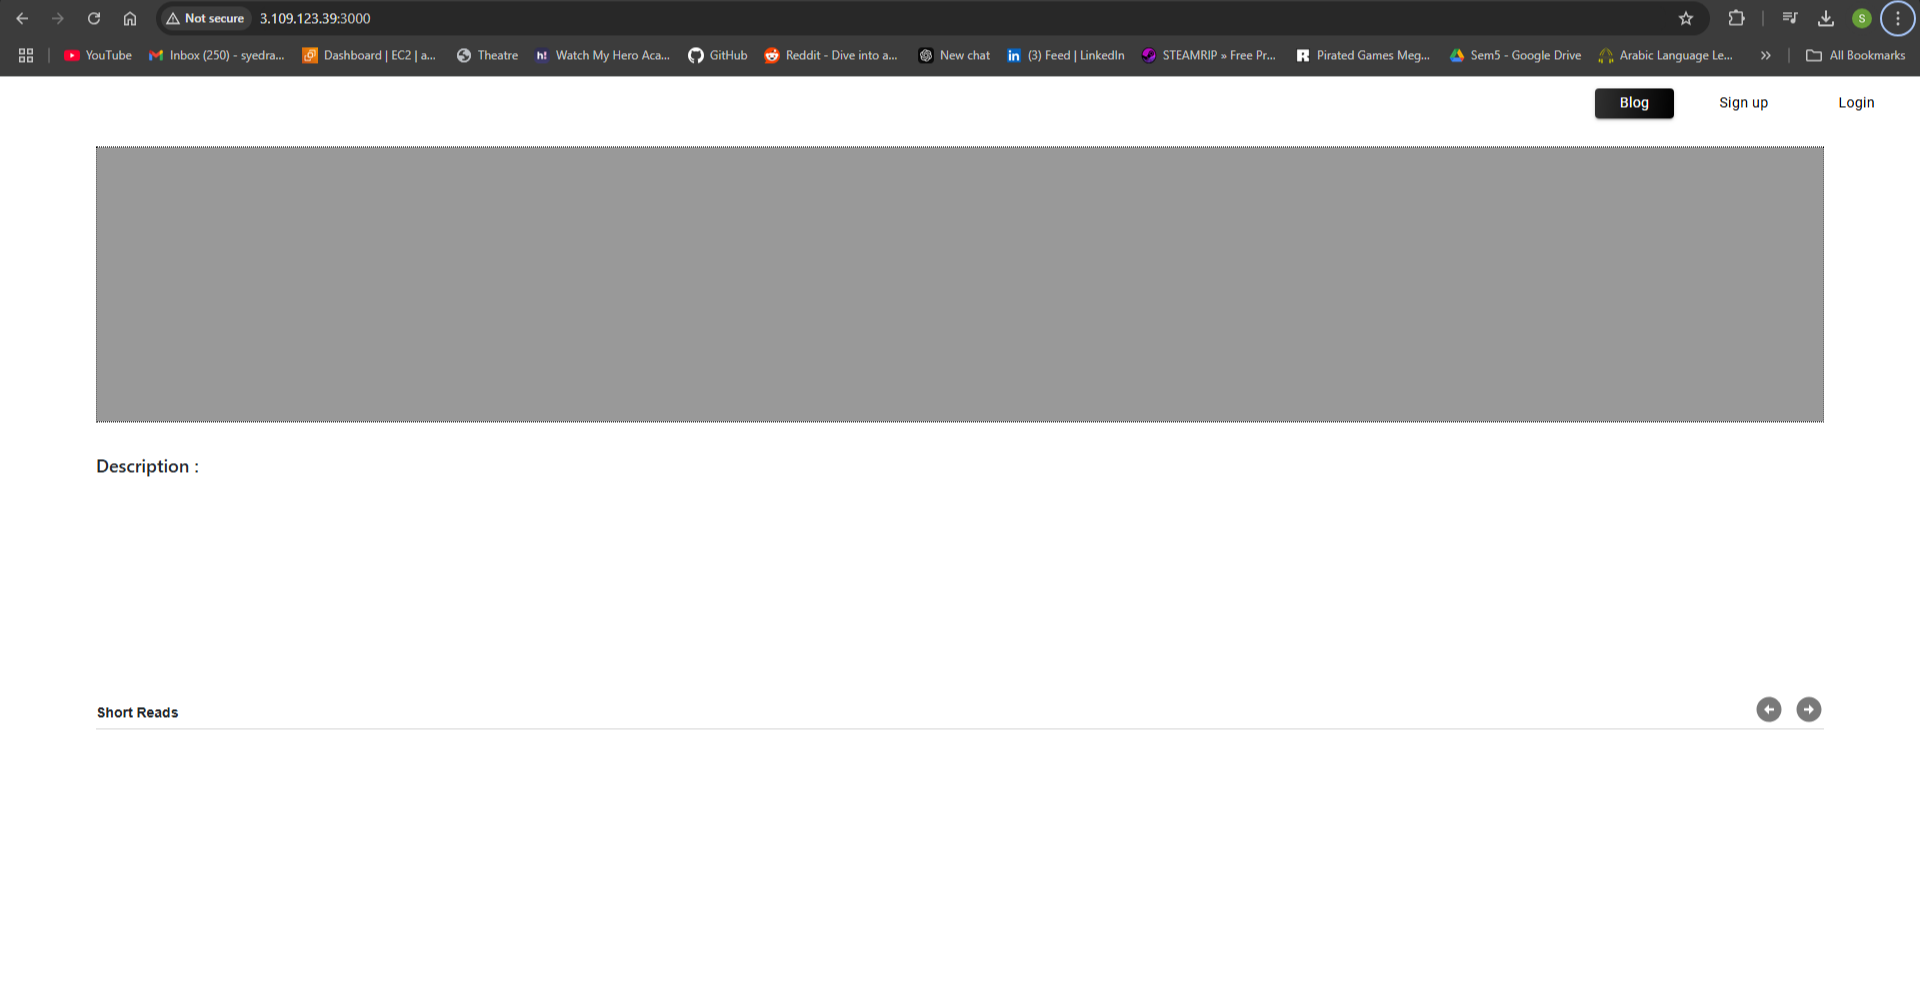 Not secure 3.109.123.39:3000 S
YouTube Inbox (250) - syedra... Dashboard | EC2 | a... Theatre h! Watch My Hero Aca... GitHub Reddit - Dive into a... New chat in (3) Feed | LinkedIn STEAMRIP » Free Pr... R Pirated Games Meg... Sem5 - Google Drive Arabic Language Le... » All Bookmarks
Blog Sign up Login
Description :
Short Reads